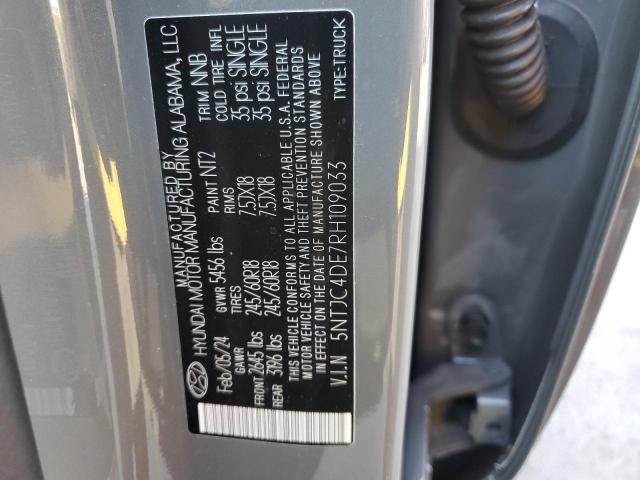 MANUFACTURED BY
HYUNDAI MOTOR MANUFACTURING ALABAMA, LLC
Feb/05/24 GVWR 5456 lbs PAINT NT2 TRIM NNB
GAWR TIRES RIMS COLD TIRE INFL
FRONT 2645 lbs 245/60R18 7.5JX18 35 psi SINGLE
REAR 3196 lbs 245/60R18 7.5JX18 35 psi SINGLE
THIS VEHICLE CONFORMS TO ALL APPLICABLE U.S.A. FEDERAL
MOTOR VEHICLE SAFETY AND THEFT PREVENTION STANDARDS
IN EFFECT ON THE DATE OF MANUFACTURE SHOWN ABOVE
V.I.N 5NTJC4DE7RH109033 TYPE:TRUCK